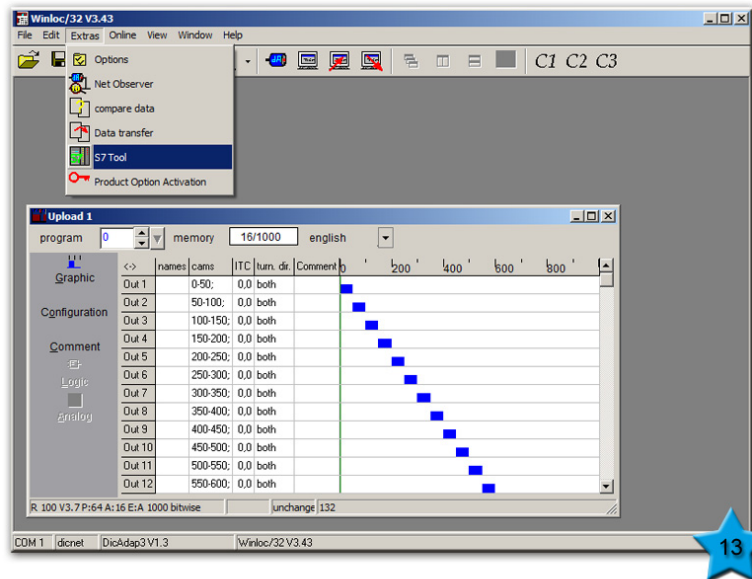 Winloc/32 V3.43
File Edit Extras Online View Window Help
C1 C2 C3
Options
Net Observer
compare data
Data transfer
S7 Tool
Product Option Activation
Upload 1
program 0 memory 16/1000 english
Graphic
Configuration
Comment
Logic
Analog
<-> names cams ITC turn. dir. Comment 0 200 400 600 800
Out 1 0-50; 0,0 both
Out 2 50-100; 0,0 both
Out 3 100-150; 0,0 both
Out 4 150-200; 0,0 both
Out 5 200-250; 0,0 both
Out 6 250-300; 0,0 both
Out 7 300-350; 0,0 both
Out 8 350-400; 0,0 both
Out 9 400-450; 0,0 both
Out 10 450-500; 0,0 both
Out 11 500-550; 0,0 both
Out 12 550-600; 0,0 both
R 100 V3.7 P:64 A:16 E:A 1000 bitwise unchange 132
COM 1 dicnet DicAdap3 V1.3 Winloc/32 V3.43
13